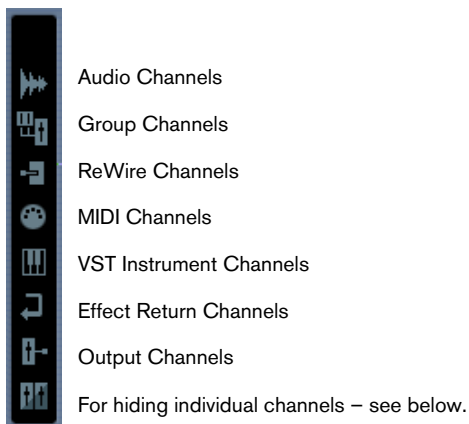 Audio Channels
Group Channels
ReWire Channels
MIDI Channels
VST Instrument Channels
Effect Return Channels
Output Channels
For hiding individual channels – see below.